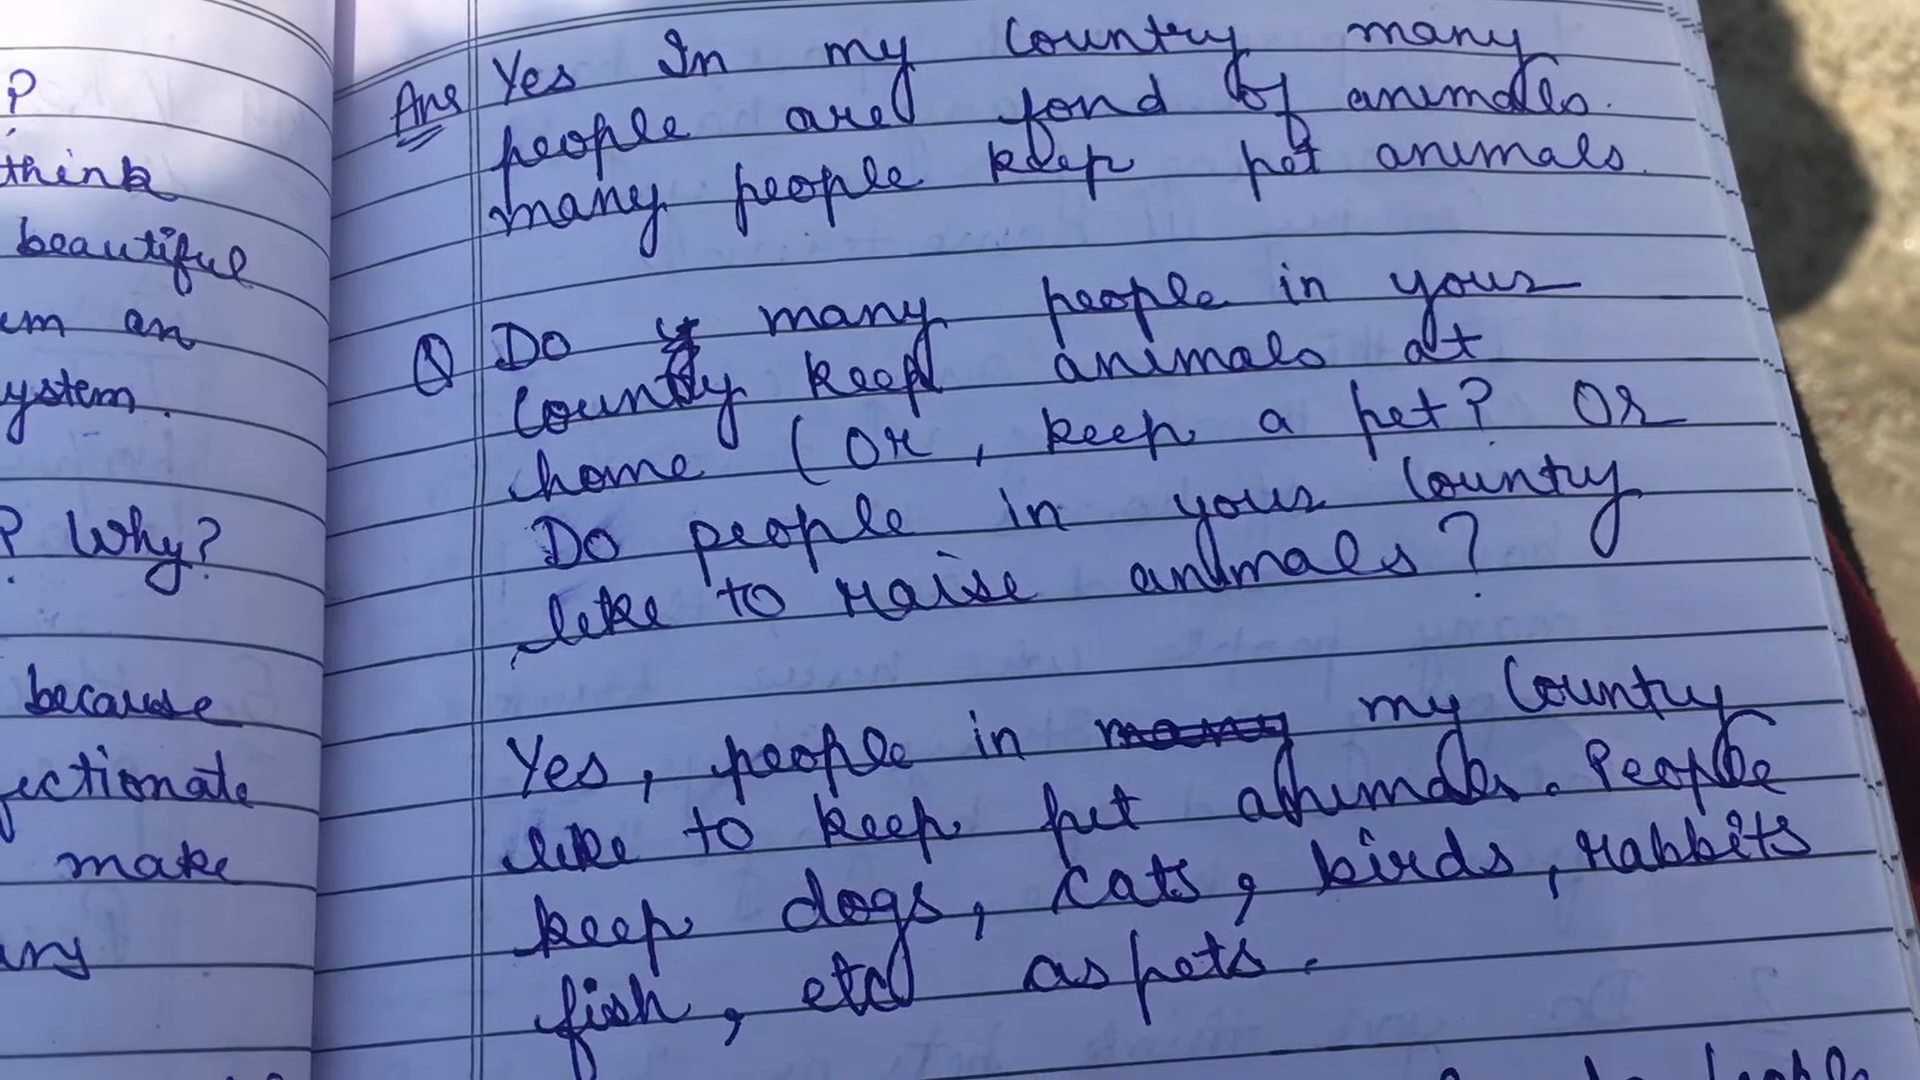 ?
think
beautiful
em an
ystem.
? Why?
because
ectionate
make
Ans Yes In my Country many
people are fond of animals.
many people keep pet animals.
Q Do many people in your
Country keep animals at
home (OR, keep a pet? OR
Do people in your Country
like to raise animals?
Yes, people in my Country
like to keep pet animals. People
keep dogs, cats, birds, rabbits
fish, etc as pets.